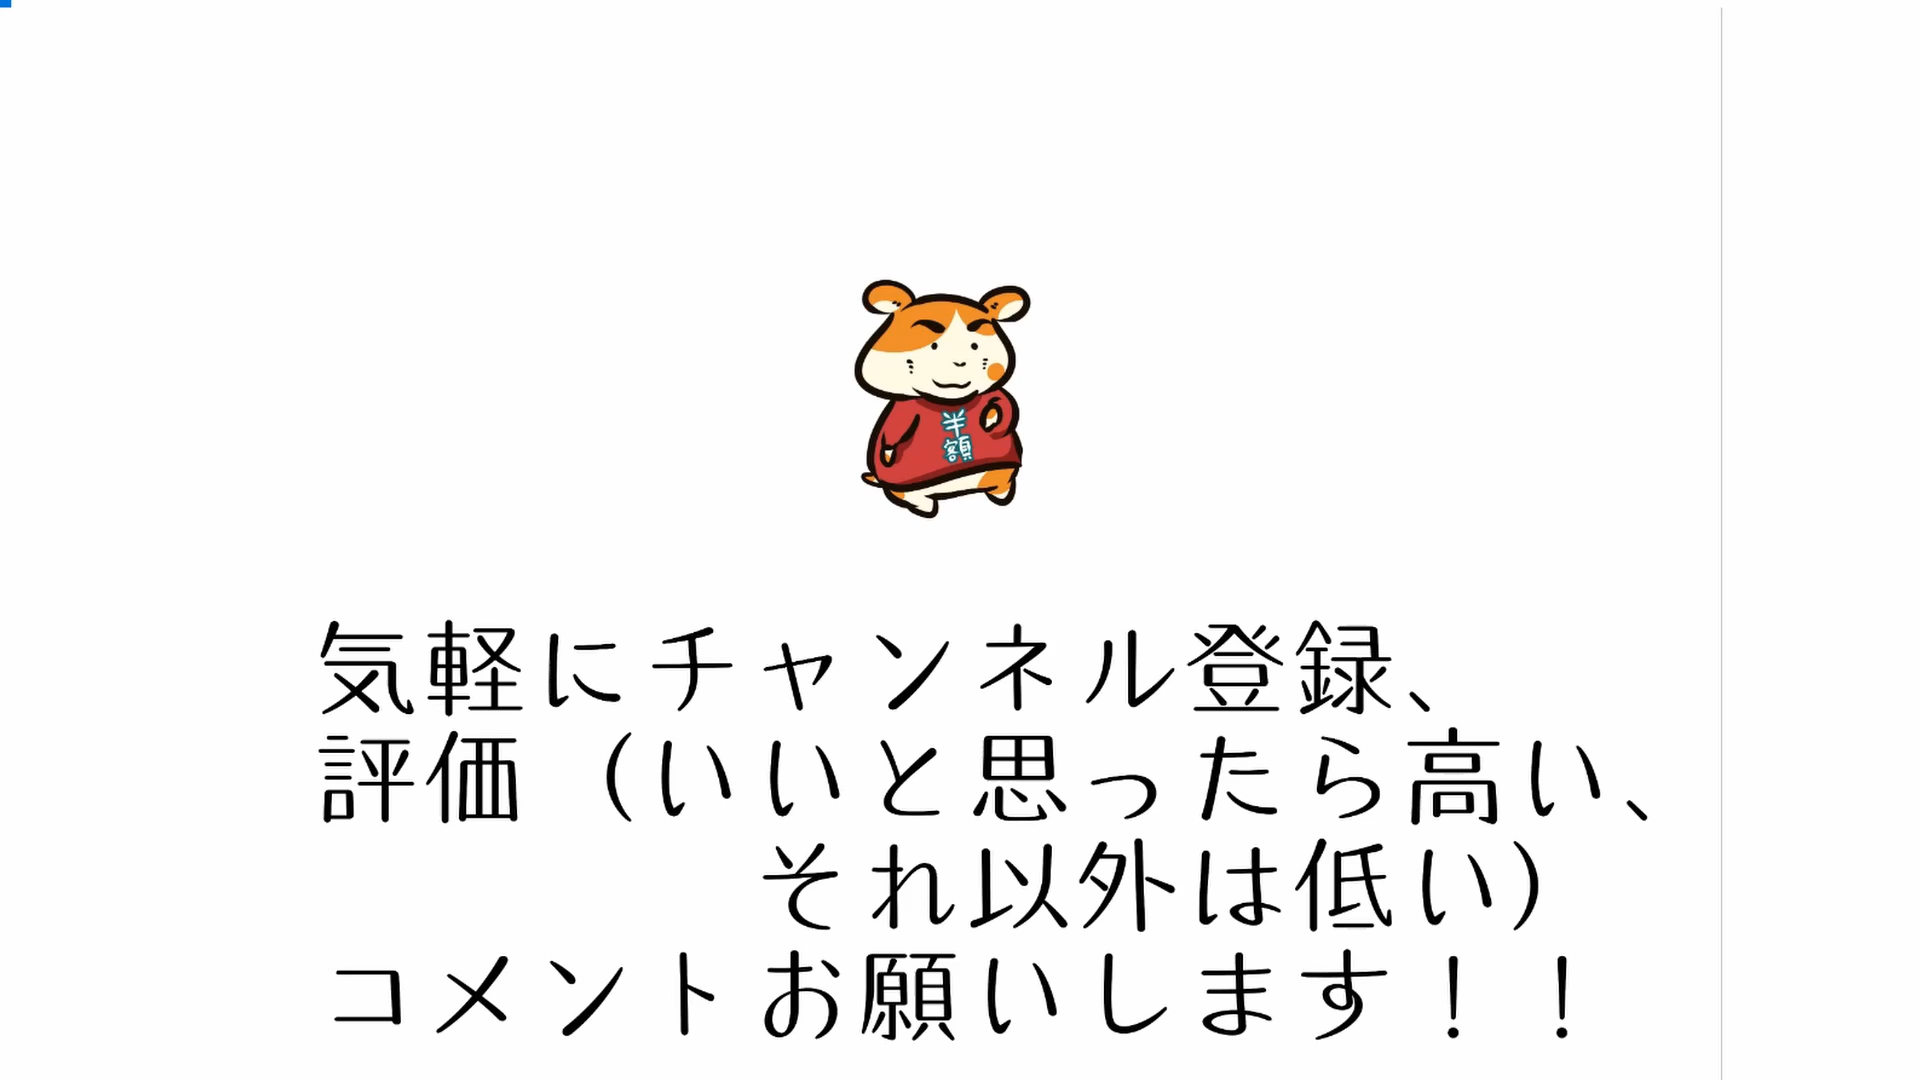 半
額
気軽にチャンネル登録、
評価（いいと思ったら高い、
それ以外は低い）
コメントお願いします！！